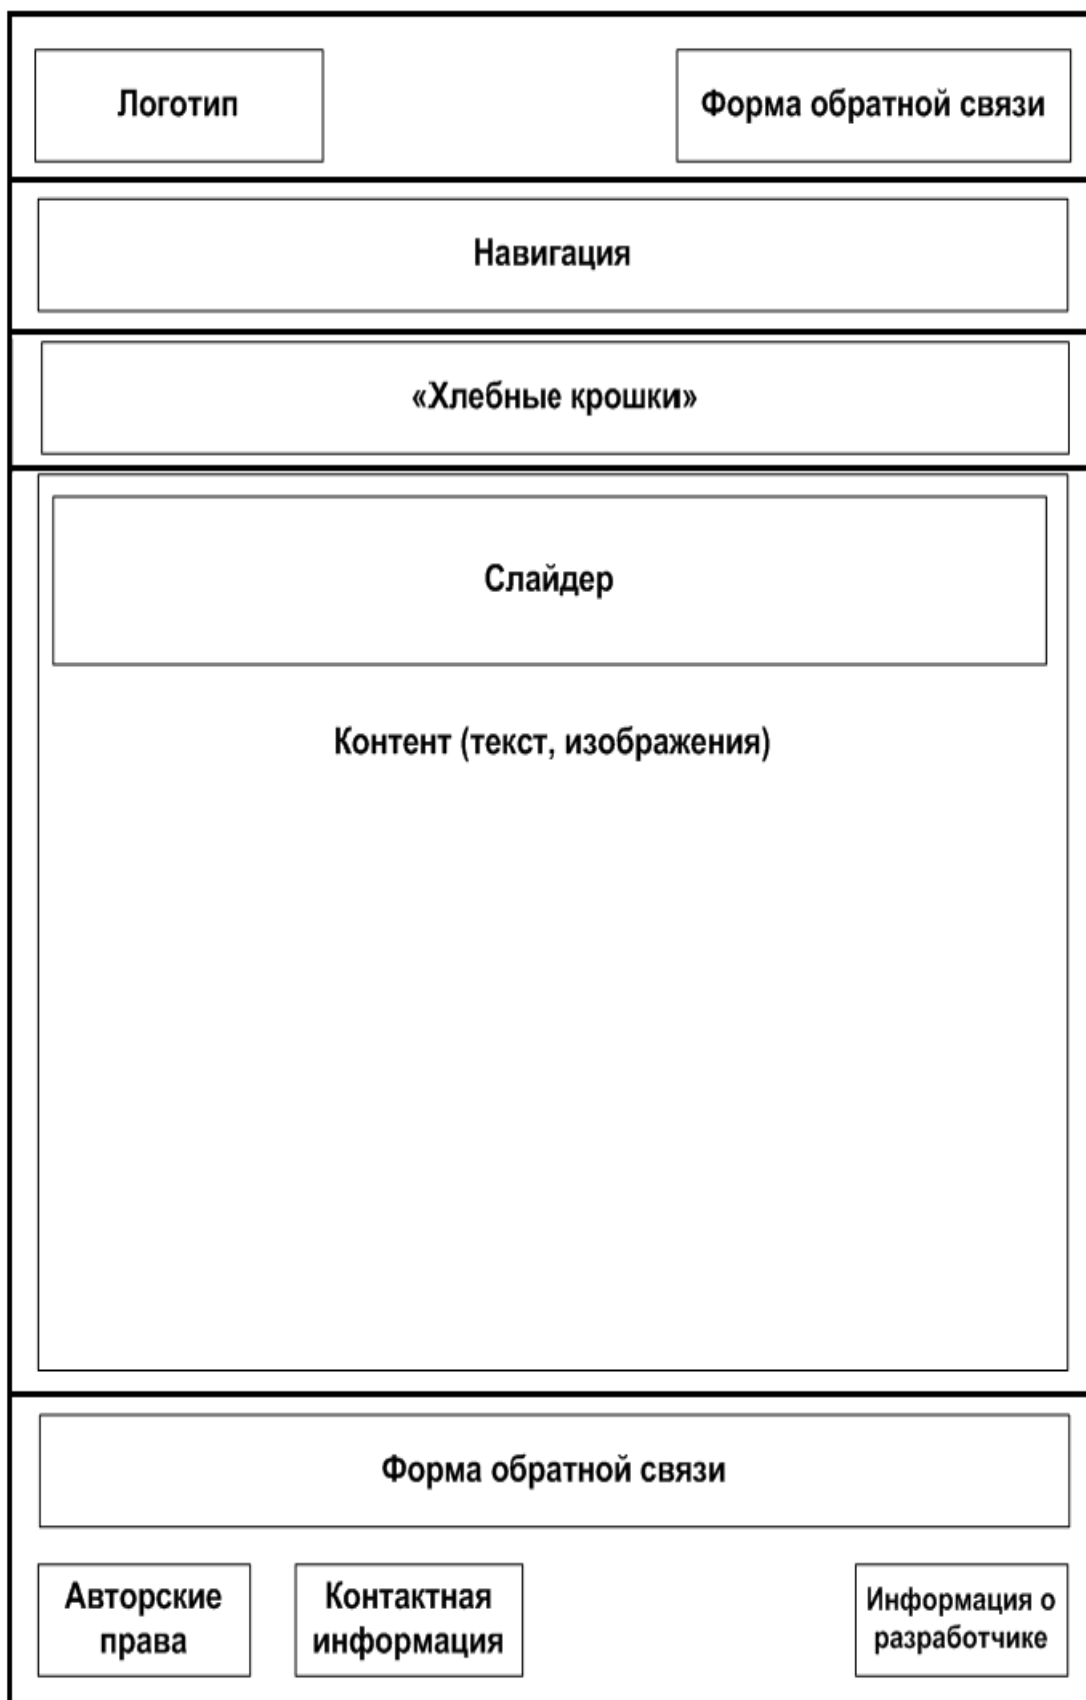 Логотип
Форма обратной связи
Навигация
«Хлебные крошки»
Слайдер
Контент (текст, изображения)
Форма обратной связи
Авторские
права
Контактная
информация
Информация о
разработчике